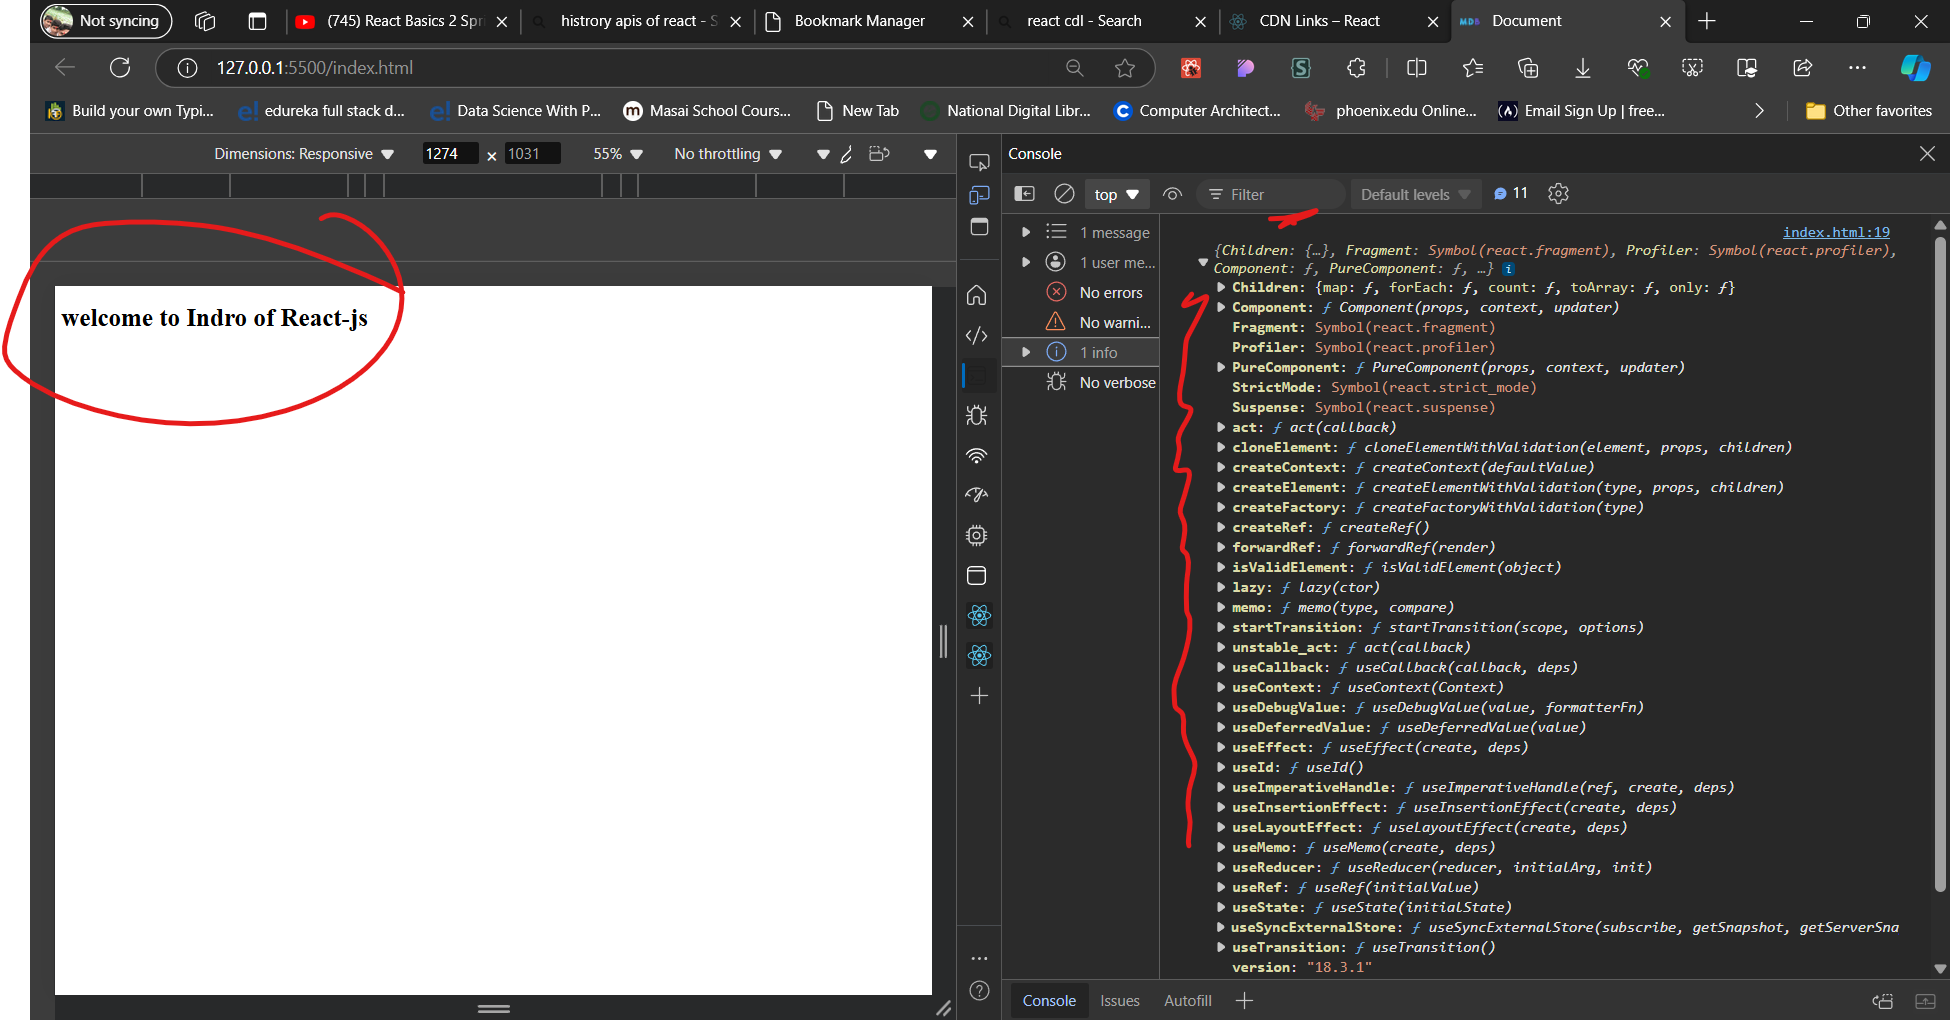 Not syncing
(745) React Basics 2 Spri
histrory apis of react - S
Bookmark Manager
react cdl - Search
CDN Links – React
MDB Document
127.0.0.1:5500/index.html
Build your own Typi...
edureka full stack d...
Data Science With P...
Masai School Cours...
New Tab
National Digital Libr...
Computer Architect...
phoenix.edu Online...
Email Sign Up | free...
Other favorites
Dimensions: Responsive
1274 × 1031
55%
No throttling
welcome to Indro of React-js
Console
top
Filter
Default levels
11
1 message
1 user me...
No errors
No warni...
1 info
No verbose
index.html:19
{Children: {…}, Fragment: Symbol(react.fragment), Profiler: Symbol(react.profiler),
Component: ƒ, PureComponent: ƒ, …} i
Children: {map: ƒ, forEach: ƒ, count: ƒ, toArray: ƒ, only: ƒ}
Component: ƒ Component(props, context, updater)
Fragment: Symbol(react.fragment)
Profiler: Symbol(react.profiler)
PureComponent: ƒ PureComponent(props, context, updater)
StrictMode: Symbol(react.strict_mode)
Suspense: Symbol(react.suspense)
act: ƒ act(callback)
cloneElement: ƒ cloneElementWithValidation(element, props, children)
createContext: ƒ createContext(defaultValue)
createElement: ƒ createElementWithValidation(type, props, children)
createFactory: ƒ createFactoryWithValidation(type)
createRef: ƒ createRef()
forwardRef: ƒ forwardRef(render)
isValidElement: ƒ isValidElement(object)
lazy: ƒ lazy(ctor)
memo: ƒ memo(type, compare)
startTransition: ƒ startTransition(scope, options)
unstable_act: ƒ act(callback)
useCallback: ƒ useCallback(callback, deps)
useContext: ƒ useContext(Context)
useDebugValue: ƒ useDebugValue(value, formatterFn)
useDeferredValue: ƒ useDeferredValue(value)
useEffect: ƒ useEffect(create, deps)
useId: ƒ useId()
useImperativeHandle: ƒ useImperativeHandle(ref, create, deps)
useInsertionEffect: ƒ useInsertionEffect(create, deps)
useLayoutEffect: ƒ useLayoutEffect(create, deps)
useMemo: ƒ useMemo(create, deps)
useReducer: ƒ useReducer(reducer, initialArg, init)
useRef: ƒ useRef(initialValue)
useState: ƒ useState(initialState)
useSyncExternalStore: ƒ useSyncExternalStore(subscribe, getSnapshot, getServerSna
useTransition: ƒ useTransition()
version: "18.3.1"
Console
Issues
Autofill